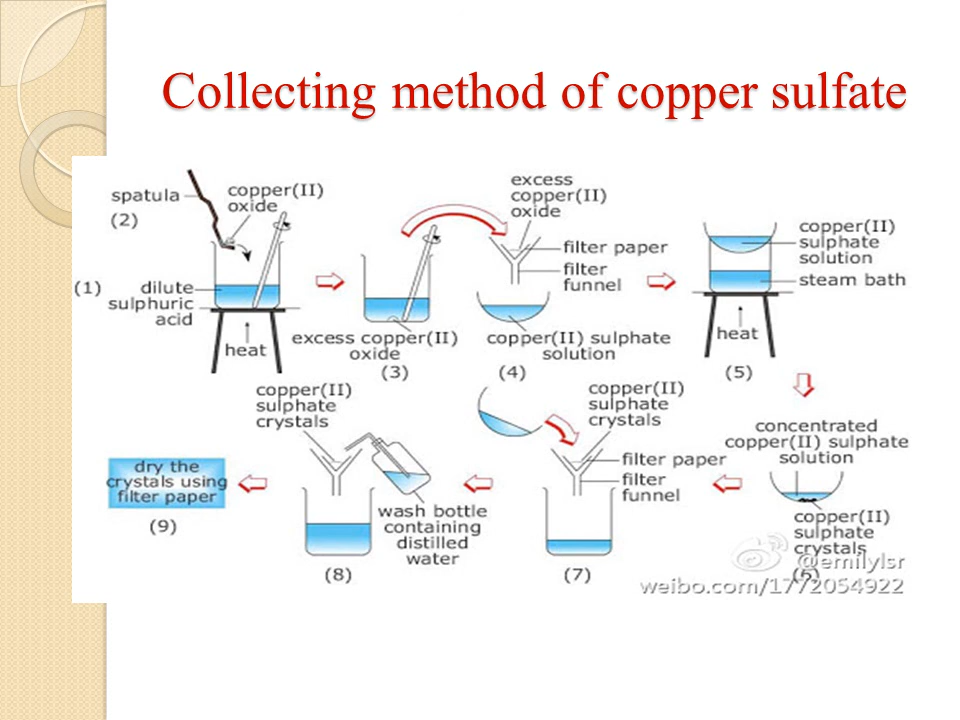 Collecting method of copper sulfate
spatula
(2)
copper(II)
oxide
(1)
dilute
sulphuric
acid
heat
excess copper(II)
oxide
(3)
excess
copper(II)
oxide
filter paper
filter
funnel
copper(II) sulphate
solution
(4)
copper(II)
sulphate
solution
steam bath
heat
(5)
concentrated
copper(II) sulphate
solution
copper(II)
sulphate
crystals
(6)
copper(II)
sulphate
crystals
filter paper
filter
funnel
(7)
copper(II)
sulphate
crystals
wash bottle
containing
distilled
water
(8)
dry the
crystals using
filter paper
(9)
@emilylsr
weibo.com/1772054922